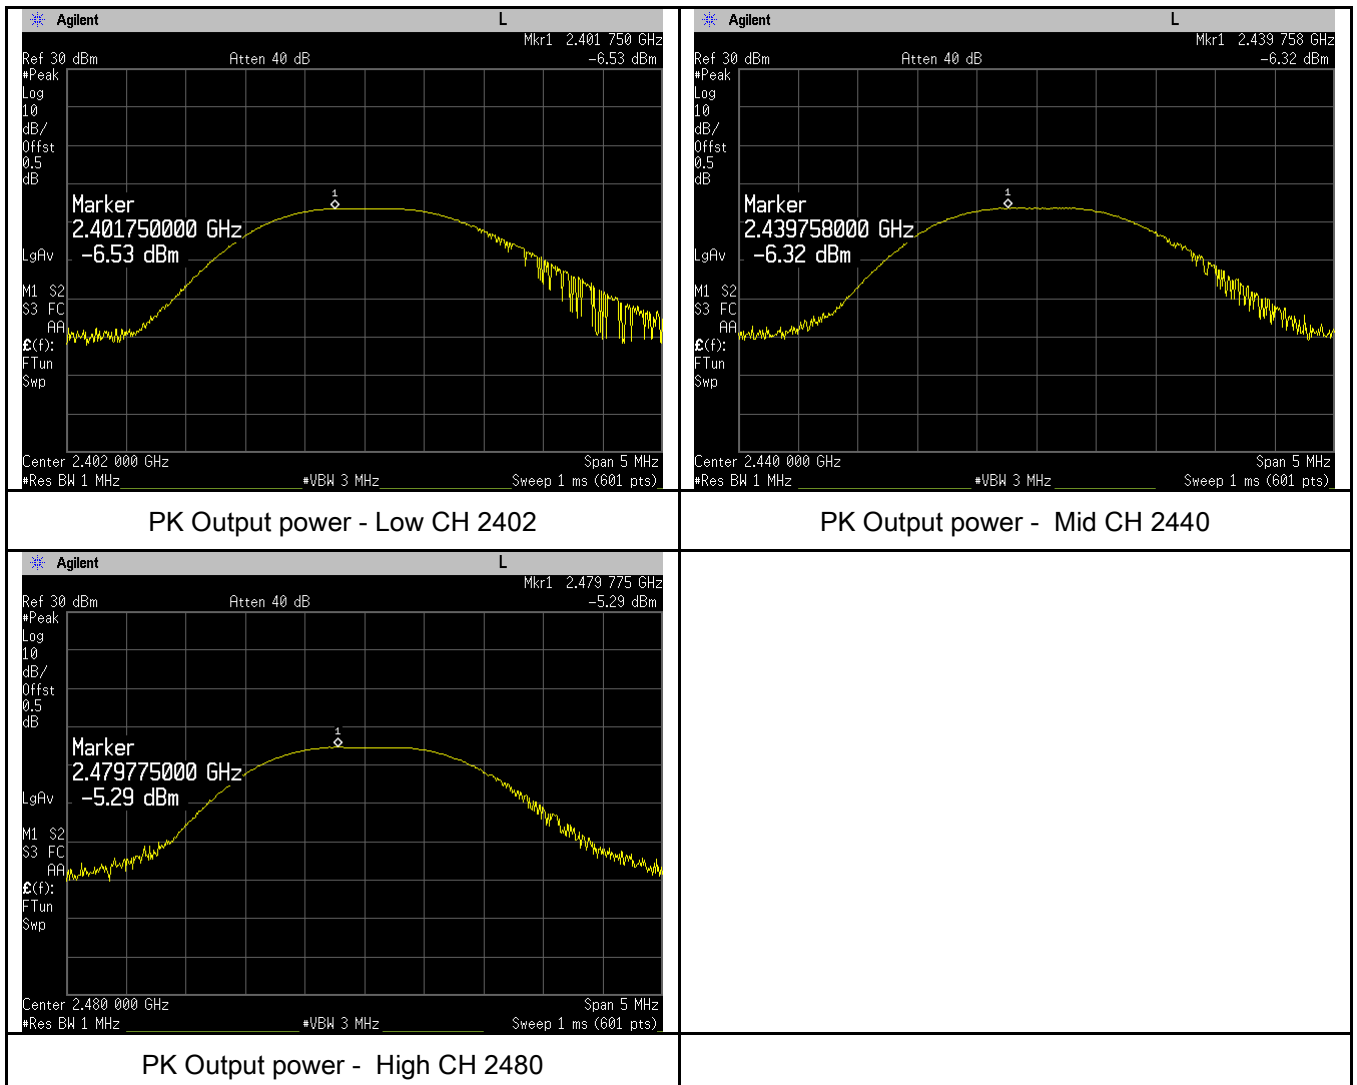 Agilent L
Mkr1 2.401 750 GHz
Ref 30 dBm Atten 40 dB -6.53 dBm
#Peak
Log
10
dB/
Offst
0.5
dB
1
Marker
2.401750000 GHz
-6.53 dBm
LgAv
M1 S2
S3 FC
AA
£(f):
FTun
Swp
Center 2.402 000 GHz Span 5 MHz
#Res BW 1 MHz #VBW 3 MHz Sweep 1 ms (601 pts)
PK Output power - Low CH 2402
Agilent L
Mkr1 2.439 758 GHz
Ref 30 dBm Atten 40 dB -6.32 dBm
#Peak
Log
10
dB/
Offst
0.5
dB
1
Marker
2.439758000 GHz
-6.32 dBm
LgAv
M1 S2
S3 FC
AA
£(f):
FTun
Swp
Center 2.440 000 GHz Span 5 MHz
#Res BW 1 MHz #VBW 3 MHz Sweep 1 ms (601 pts)
PK Output power - Mid CH 2440
Agilent L
Mkr1 2.479 775 GHz
Ref 30 dBm Atten 40 dB -5.29 dBm
#Peak
Log
10
dB/
Offst
0.5
dB
1
Marker
2.479775000 GHz
-5.29 dBm
LgAv
M1 S2
S3 FC
AA
£(f):
FTun
Swp
Center 2.480 000 GHz Span 5 MHz
#Res BW 1 MHz #VBW 3 MHz Sweep 1 ms (601 pts)
PK Output power - High CH 2480